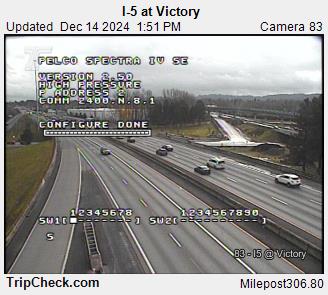 I-5 at Victory
Updated Dec 14 2024 1:51 PM Camera 83
PELCO SPECTRA IV SE
VERSION 2.50
HIGH PRESSURE
P ADDRESS 2
COMM 2400,N,8,1
CONFIGURE DONE
12345678 1234567890
SW1[ ] SW2[ ]
S
83 - I5 @ Victory
TripCheck.com Milepost306.80